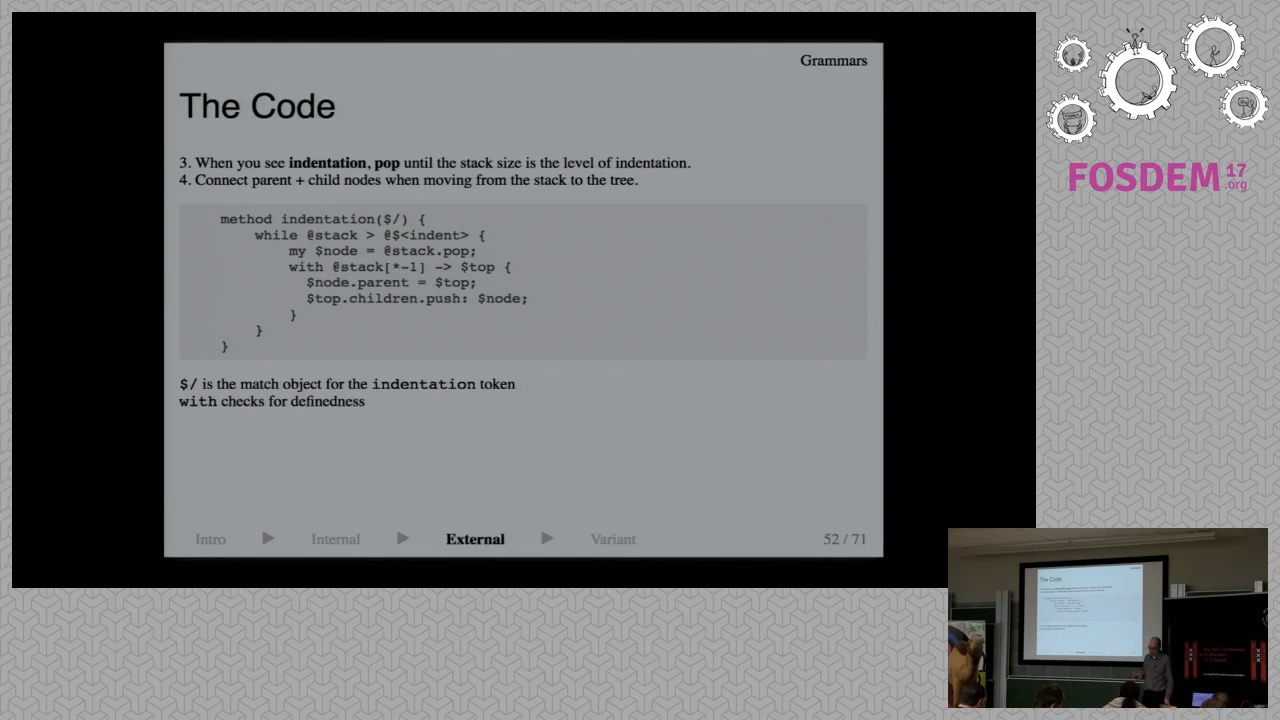 Grammars
The Code
3. When you see indentation, pop until the stack size is the level of indentation.
4. Connect parent + child nodes when moving from the stack to the tree.
method indentation($/) {
while @stack > @$<indent> {
my $node = @stack.pop;
with @stack[*-1] -> $top {
$node.parent = $top;
$top.children.push: $node;
}
}
}
$/ is the match object for the indentation token
with checks for definedness
Intro ▶ Internal ▶ External ▶ Variant 52 / 71
FOSDEM 17
.org
The Code